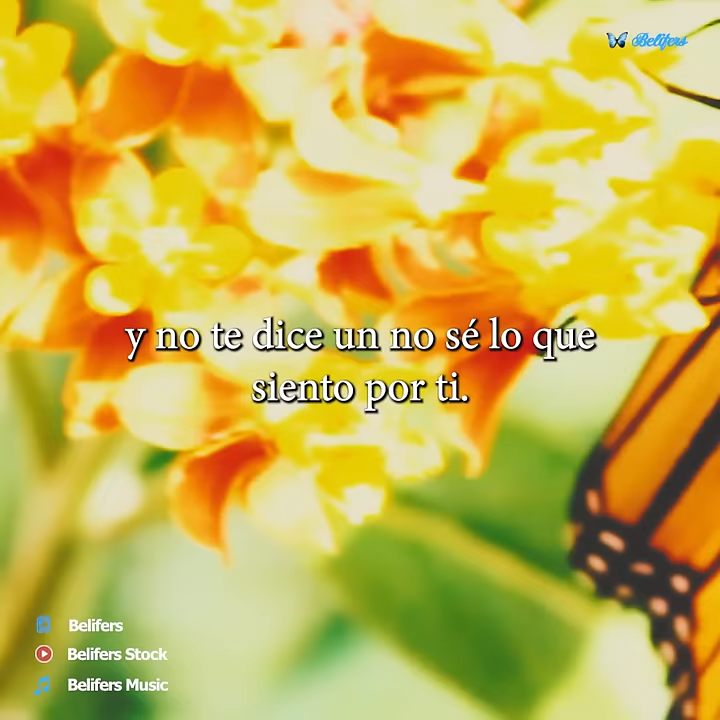 Belifers
y no te dice un no sé lo que
siento por ti.
Belifers
Belifers Stock
Belifers Music